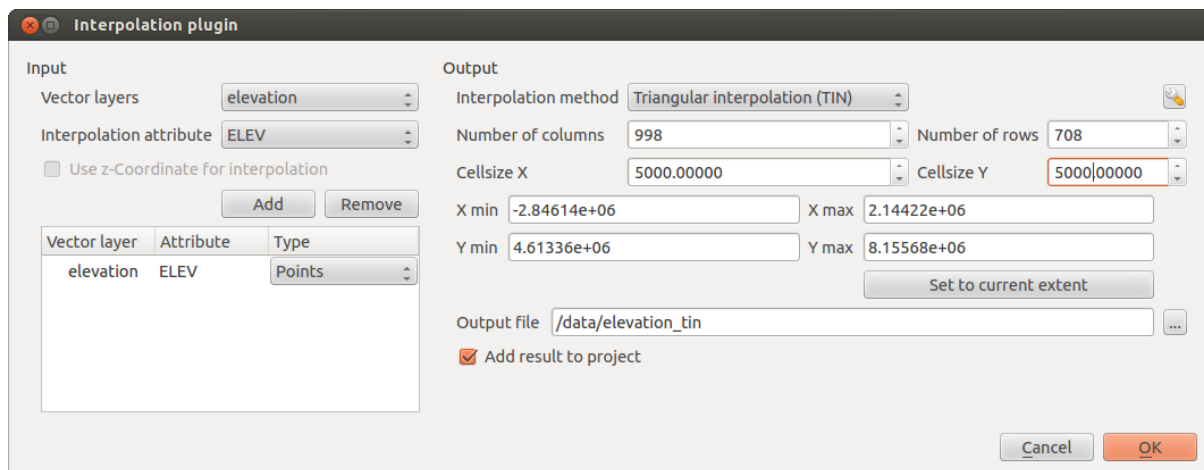 Interpolation plugin
Input
Vector layers elevation
Interpolation attribute ELEV
Use z-Coordinate for interpolation
Add Remove
Vector layer Attribute Type
elevation ELEV Points
Output
Interpolation method Triangular interpolation (TIN)
Number of columns 998 Number of rows 708
Cellsize X 5000.00000 Cellsize Y 5000.00000
X min -2.84614e+06 X max 2.14422e+06
Y min 4.61336e+06 Y max 8.15568e+06
Set to current extent
Output file /data/elevation_tin ...
Add result to project
Cancel OK